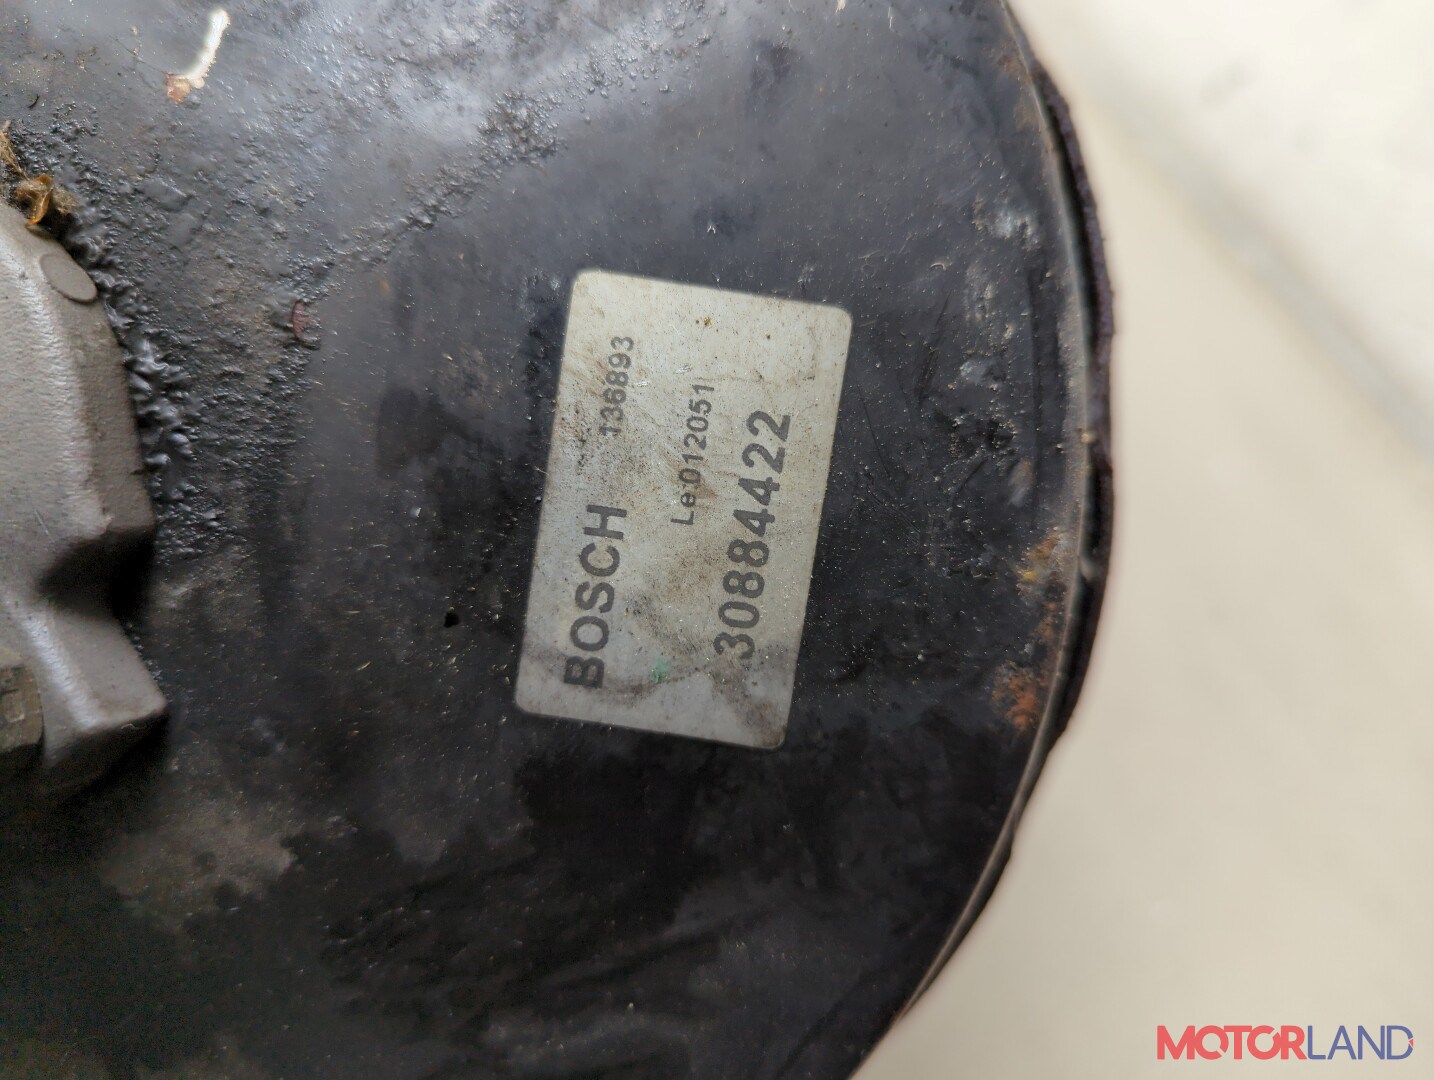 BOSCH 136893
Le 012051
30884422
MOTORLAND